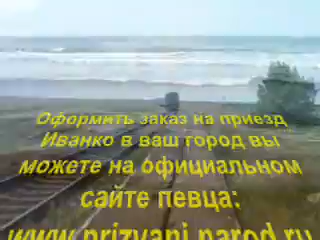 Оформить заказ на приезд
Иванко в ваш город вы
можете на официальном
сайте певца:
www.prizvani.narod.ru